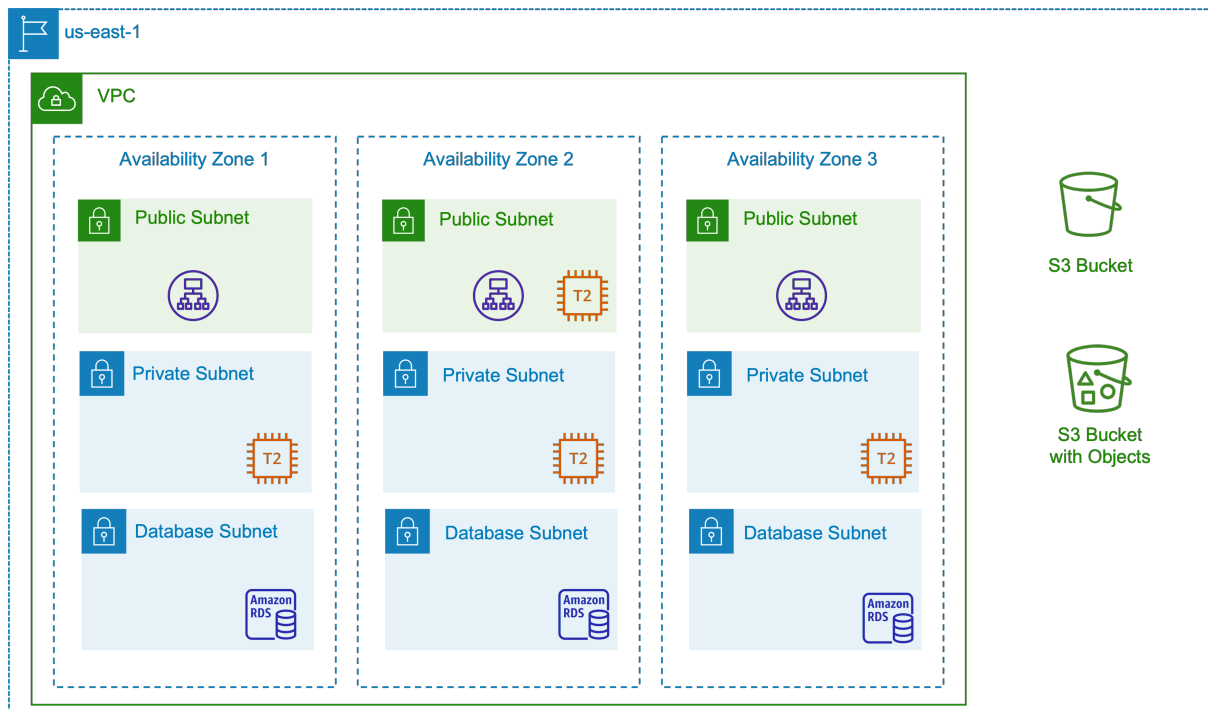 us-east-1
VPC
Availability Zone 1
Availability Zone 2
Availability Zone 3
Public Subnet
Public Subnet
Public Subnet
T2
Private Subnet
Private Subnet
Private Subnet
T2
T2
T2
Database Subnet
Database Subnet
Database Subnet
Amazon
RDS
Amazon
RDS
Amazon
RDS
S3 Bucket
S3 Bucket
with Objects